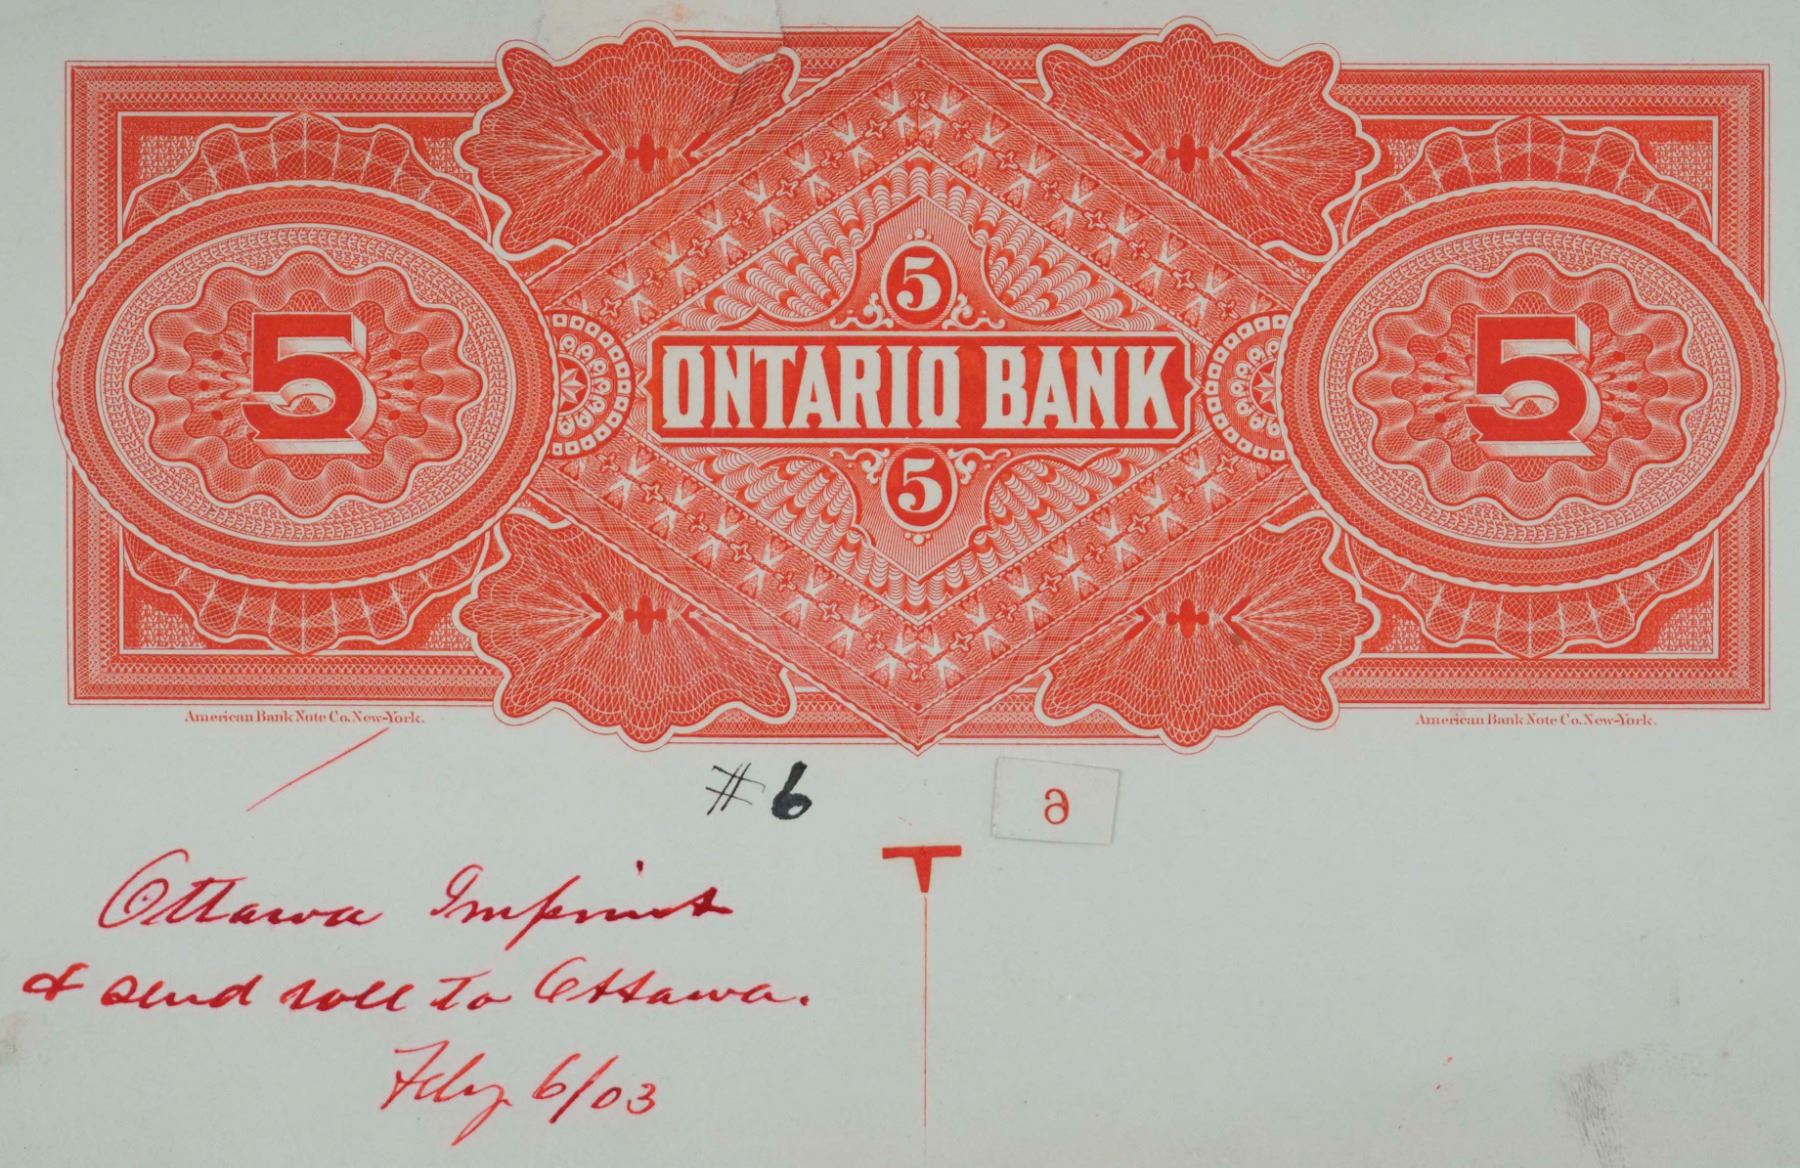 5
5 ONTARIO BANK 5
5
American Bank Note Co. New-York.
American Bank Note Co. New-York.
#6
6
T
Ottawa Imprint
& send roll to Ottawa.
Feby 6/03